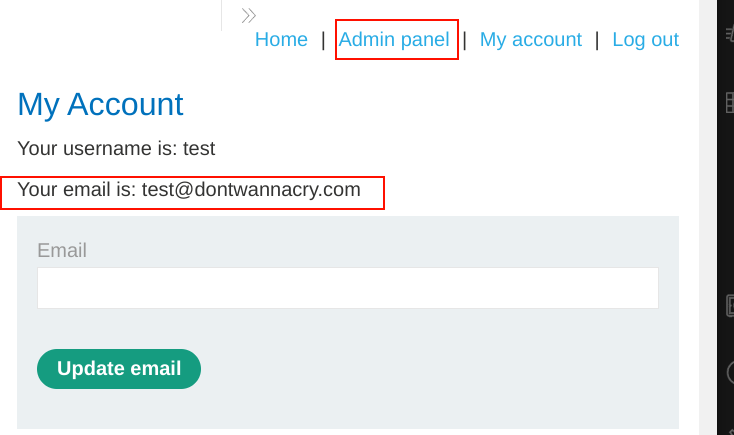 Home | Admin panel | My account | Log out
My Account
Your username is: test
Your email is: test@dontwannacry.com
Email
Update email